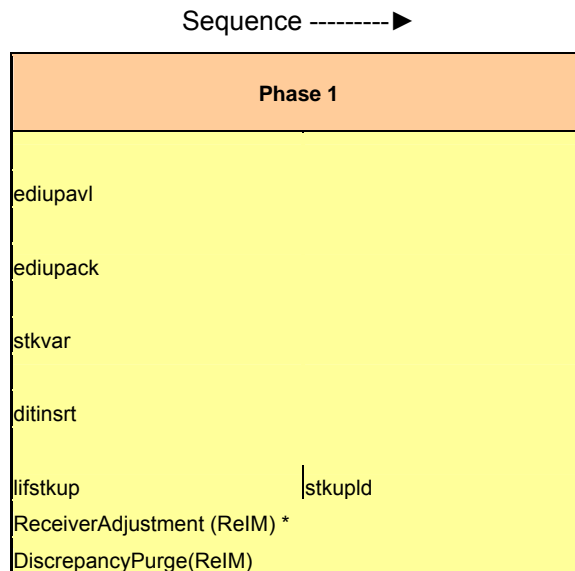 Sequence ---------►
Phase 1
ediupavl
ediupack
stkvar
ditinsrt
lifstkup stkupld
ReceiverAdjustment (ReIM) *
DiscrepancyPurge(ReIM)